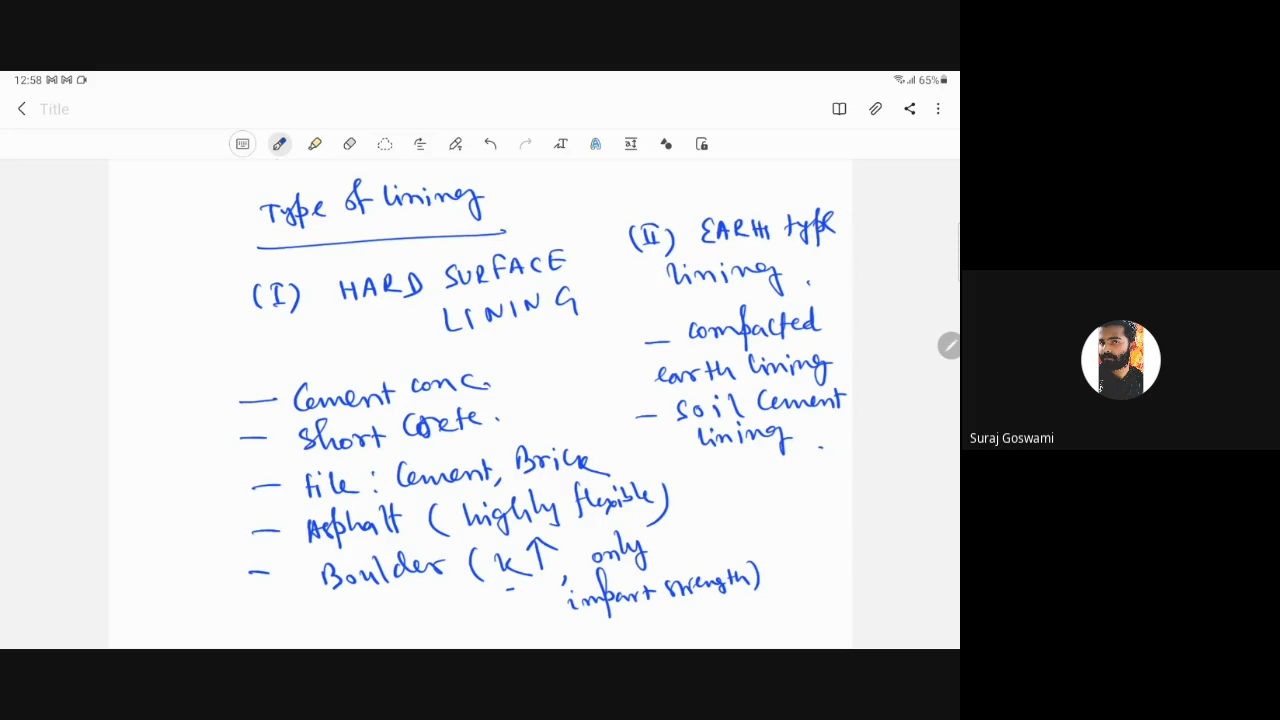 12:58
65%
Title
Type of lining
(I) HARD SURFACE
LINING
— Cement conc.
— Short Crete.
— tile: Cement, Brick
— Asphalt (highly flexible)
— Boulder (k↑, only
impart strength)
(II) EARTH type
lining.
— compacted
earth lining
— Soil Cement
lining.
Suraj Goswami